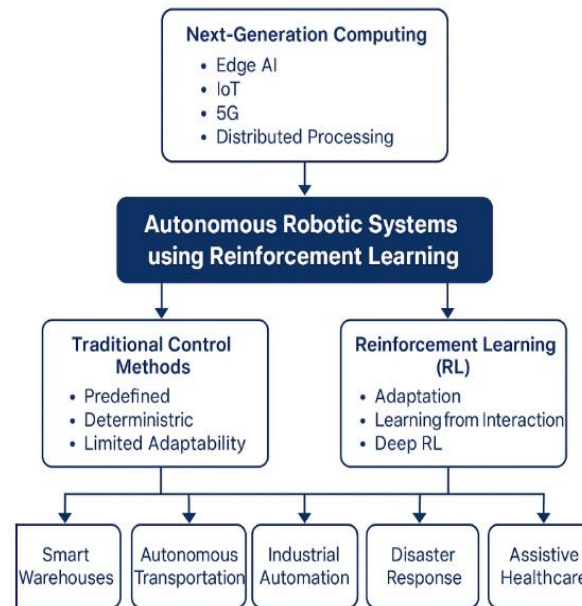 Next-Generation Computing
• Edge AI
• IoT
• 5G
• Distributed Processing
Autonomous Robotic Systems
using Reinforcement Learning
Traditional Control
Methods
• Predefined
• Deterministric
• Limited Adaptability
Reinforcement Learning
(RL)
• Adaptation
• Learning from Interaction
• Deep RL
Smart
Warehouses
Autonomous
Transportation
Industrial
Automation
Disaster
Response
Assistive
Healthcare